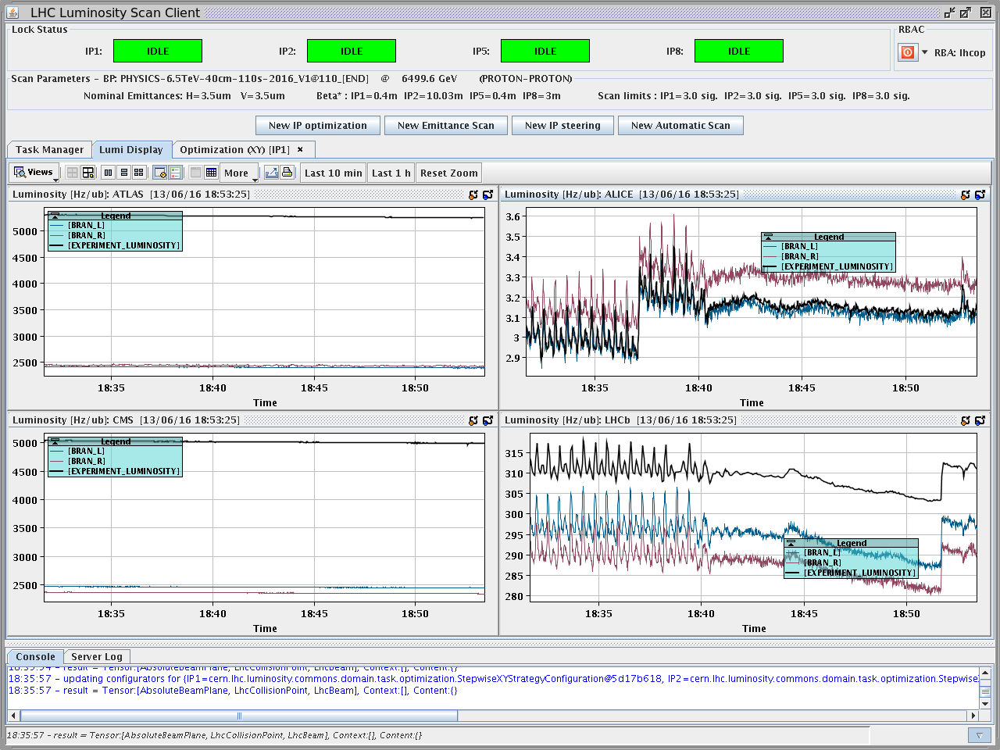 LHC Luminosity Scan Client
Lock Status
RBAC
IP1: IDLE IP2: IDLE IP5: IDLE IP8: IDLE
RBA: lhcop
Scan Parameters - BP: PHYSICS-6.5TeV-40cm-110s-2016_V1@110_[END] @ 6499.6 GeV (PROTON-PROTON)
Nominal Emittances: H=3.5um V=3.5um Beta* : IP1=0.4m IP2=10.03m IP5=0.4m IP8=3m Scan limits : IP1=3.0 sig. IP2=3.0 sig. IP5=3.0 sig. IP8=3.0 sig.
New IP optimization New Emittance Scan New IP steering New Automatic Scan
Task Manager Lumi Display Optimization (XY) [IP1]
Views More Last 10 min Last 1 h Reset Zoom
Luminosity [Hz/ub]: ATLAS [13/06/16 18:53:25]
Legend
[BRAN_L]
[BRAN_R]
[EXPERIMENT_LUMINOSITY]
5000
4500
4000
3500
3000
2500
18:35 18:40 18:45 18:50
Time
Luminosity [Hz/ub]: ALICE [13/06/16 18:53:25]
Legend
[BRAN_L]
[BRAN_R]
[EXPERIMENT_LUMINOSITY]
3.6
3.5
3.4
3.3
3.2
3.1
3
2.9
18:35 18:40 18:45 18:50
Time
Luminosity [Hz/ub]: CMS [13/06/16 18:53:25]
Legend
[BRAN_L]
[BRAN_R]
[EXPERIMENT_LUMINOSITY]
5000
4500
4000
3500
3000
2500
18:35 18:40 18:45 18:50
Time
Luminosity [Hz/ub]: LHCb [13/06/16 18:53:25]
Legend
[BRAN_L]
[BRAN_R]
[EXPERIMENT_LUMINOSITY]
315
310
305
300
295
290
285
280
18:35 18:40 18:45 18:50
Time
Console Server Log
18:35:54 - result = Tensor:[AbsoluteBeamPlane, LhcCollisionPoint, LhcBeam], Context:[], Content:{}
18:35:57 - updating configurators for {IP1=cern.lhc.luminosity.commons.domain.task.optimization.StepwiseXYStrategyConfiguration@5d17b618, IP2=cern.lhc.luminosity.commons.domain.task.optimization.Stepwise
18:35:57 - result = Tensor:[AbsoluteBeamPlane, LhcCollisionPoint, LhcBeam], Context:[], Content:{}
18:35:57 - result = Tensor:[AbsoluteBeamPlane, LhcCollisionPoint, LhcBeam], Context:[], Content:{}